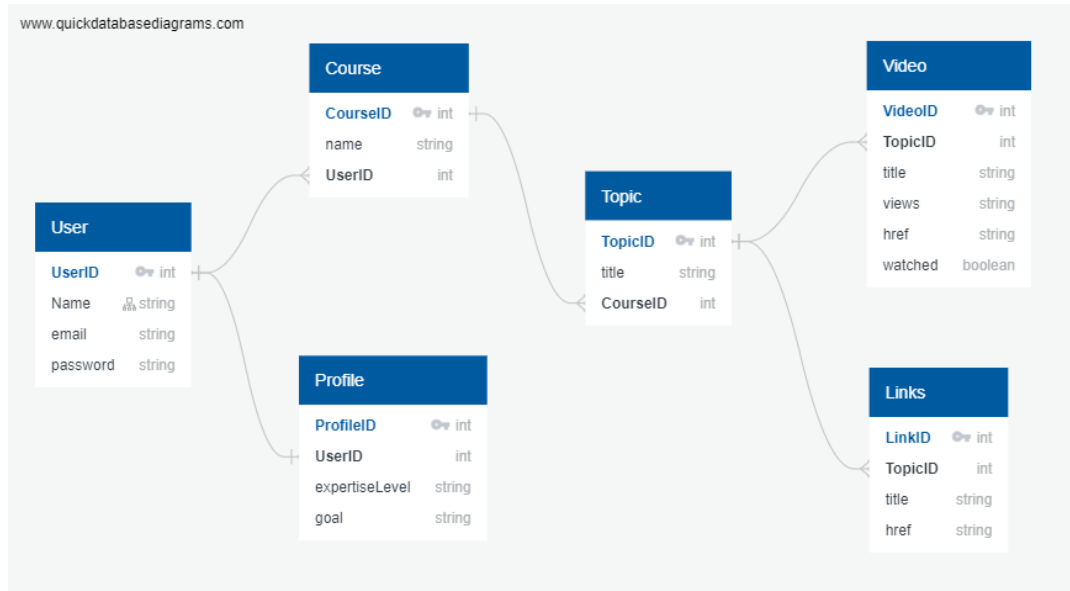 www.quickdatabasediagrams.com
User
UserID int
Name string
email string
password string
Course
CourseID int
name string
UserID int
Profile
ProfileID int
UserID int
expertiseLevel string
goal string
Topic
TopicID int
title string
CourseID int
Video
VideoID int
TopicID int
title string
views string
href string
watched boolean
Links
LinkID int
TopicID int
title string
href string